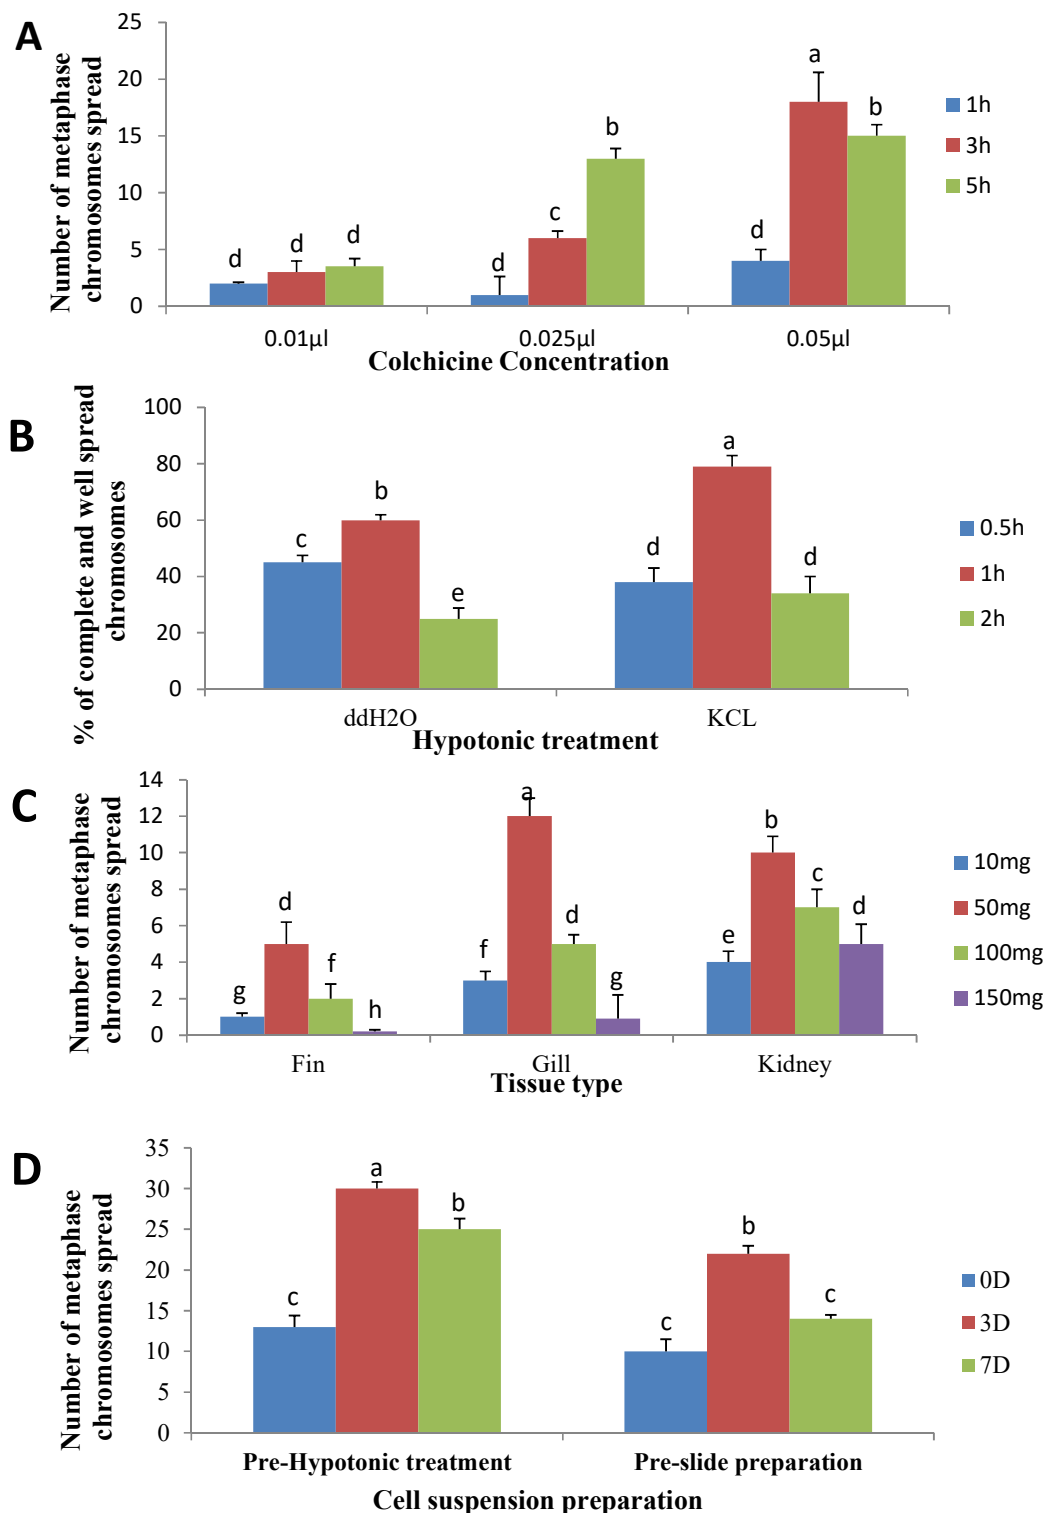 A
Number of metaphase
chromosomes spread
25
20
15
10
5
0
d
d
d
d
c
b
d
a
b
0.01µl
0.025µl
0.05µl
Colchicine Concentration
1h
3h
5h
B
% of complete and well spread
chromosomes
100
80
60
40
20
0
c
b
e
d
a
d
ddH2O
KCL
Hypotonic treatment
0.5h
1h
2h
C
Number of metaphase
chromosomes spread
14
12
10
8
6
4
2
0
g
d
f
h
f
a
d
g
e
b
c
d
Fin
Gill
Kidney
Tissue type
10mg
50mg
100mg
150mg
D
Number of metaphase
chromosomes spread
35
30
25
20
15
10
5
0
c
a
b
c
b
c
Pre-Hypotonic treatment
Pre-slide preparation
Cell suspension preparation
0D
3D
7D